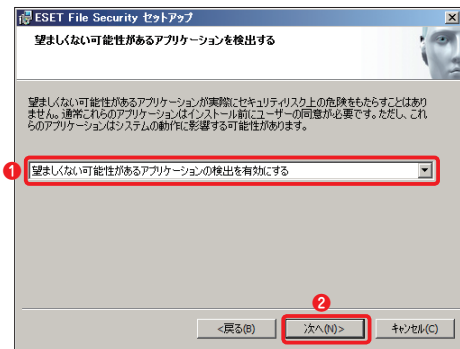 ESET File Security セットアップ
望ましくない可能性があるアプリケーションを検出する
望ましくない可能性があるアプリケーションが実際にセキュリティリスク上の危険をもたらすことはあり
ません。通常これらのアプリケーションはインストール前にユーザーの同意が必要です。ただし、これ
らのアプリケーションはシステムの動作に影響する可能性があります。
1
望ましくない可能性があるアプリケーションの検出を有効にする
2
<戻る(B)
次へ(N)>
キャンセル(C)